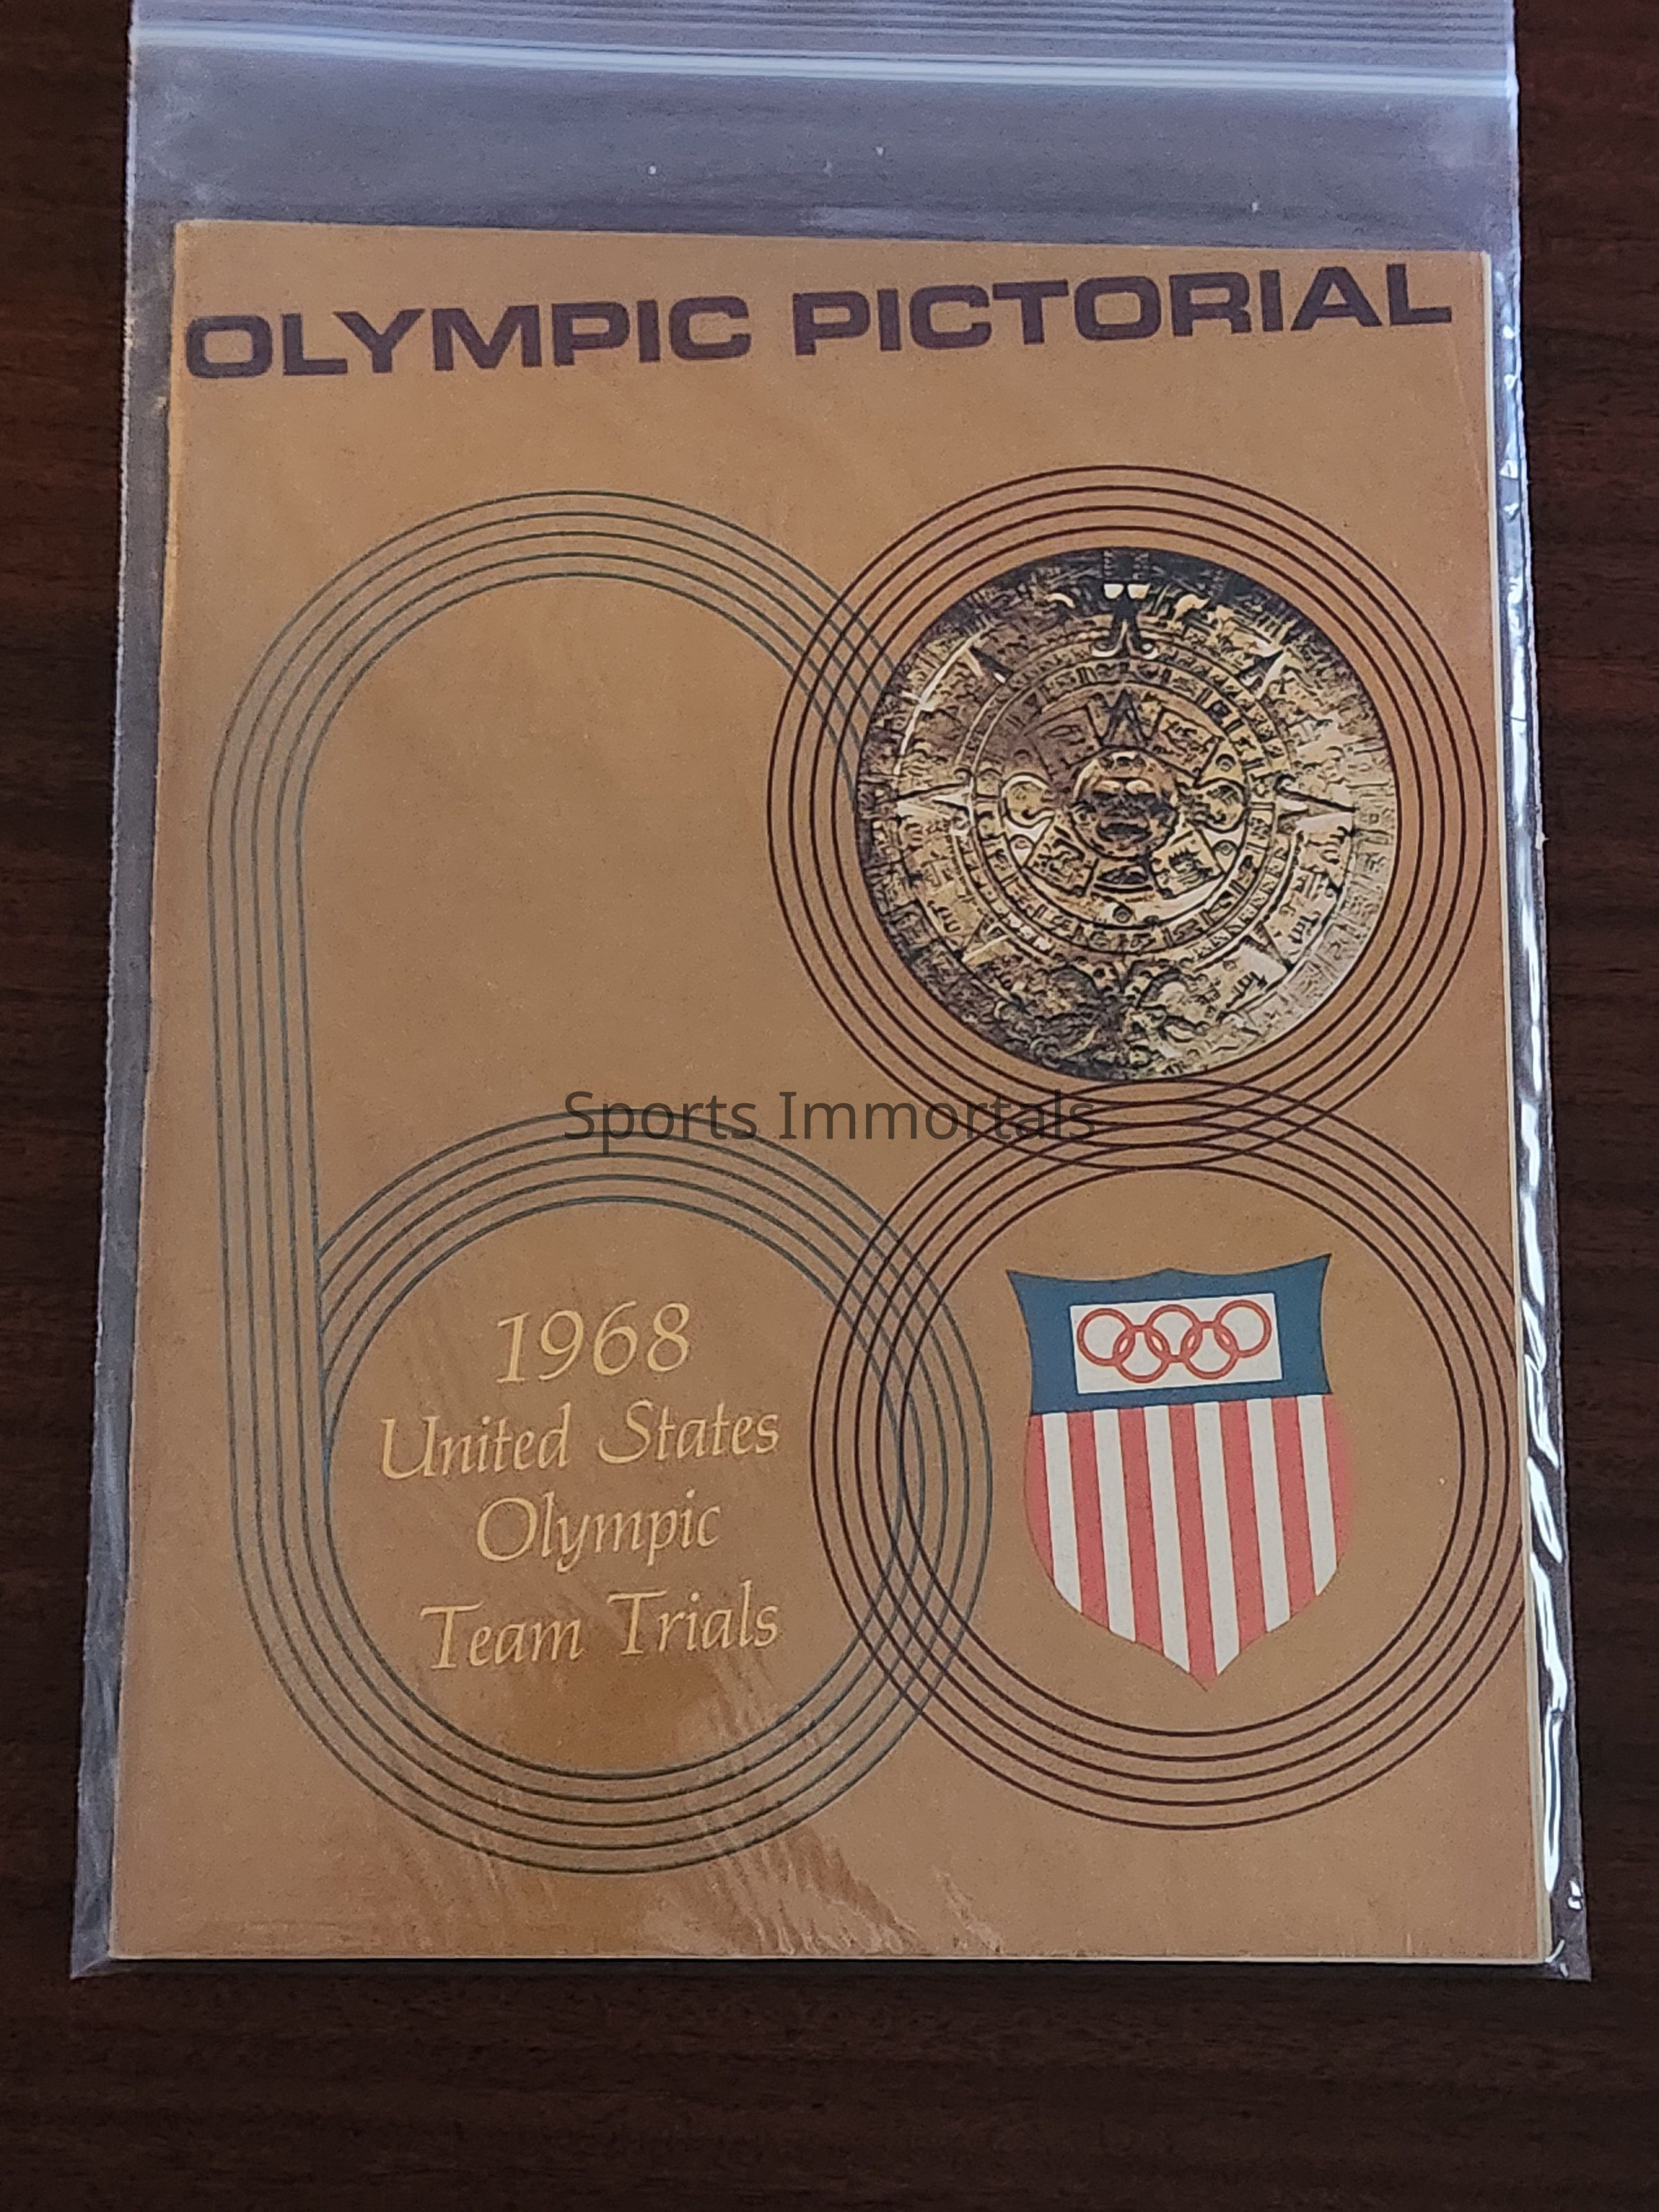 OLYMPIC PICTORIAL
Sports Immortals
1968
United States
Olympic
Team Trials